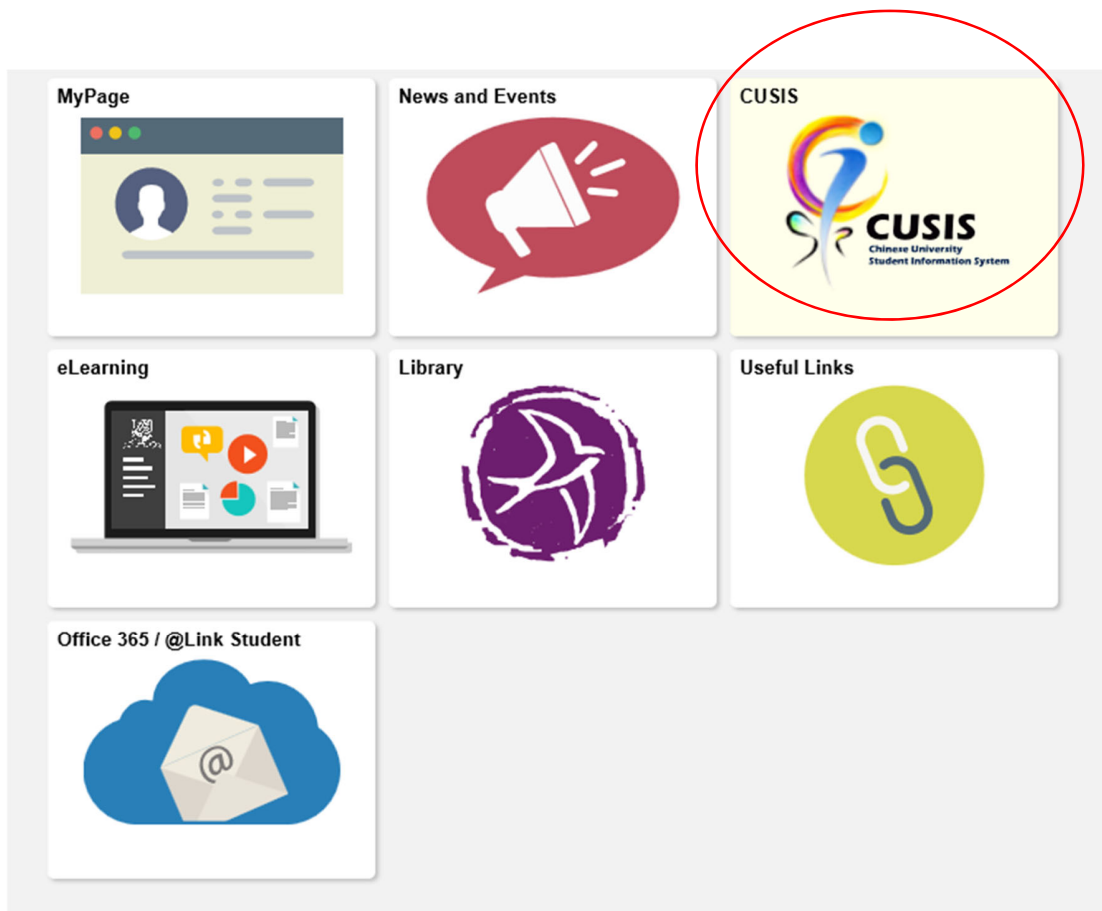 MyPage
News and Events
CUSIS
CUSIS
Chinese University
Student Information System
eLearning
Library
Useful Links
Office 365 / @Link Student
@